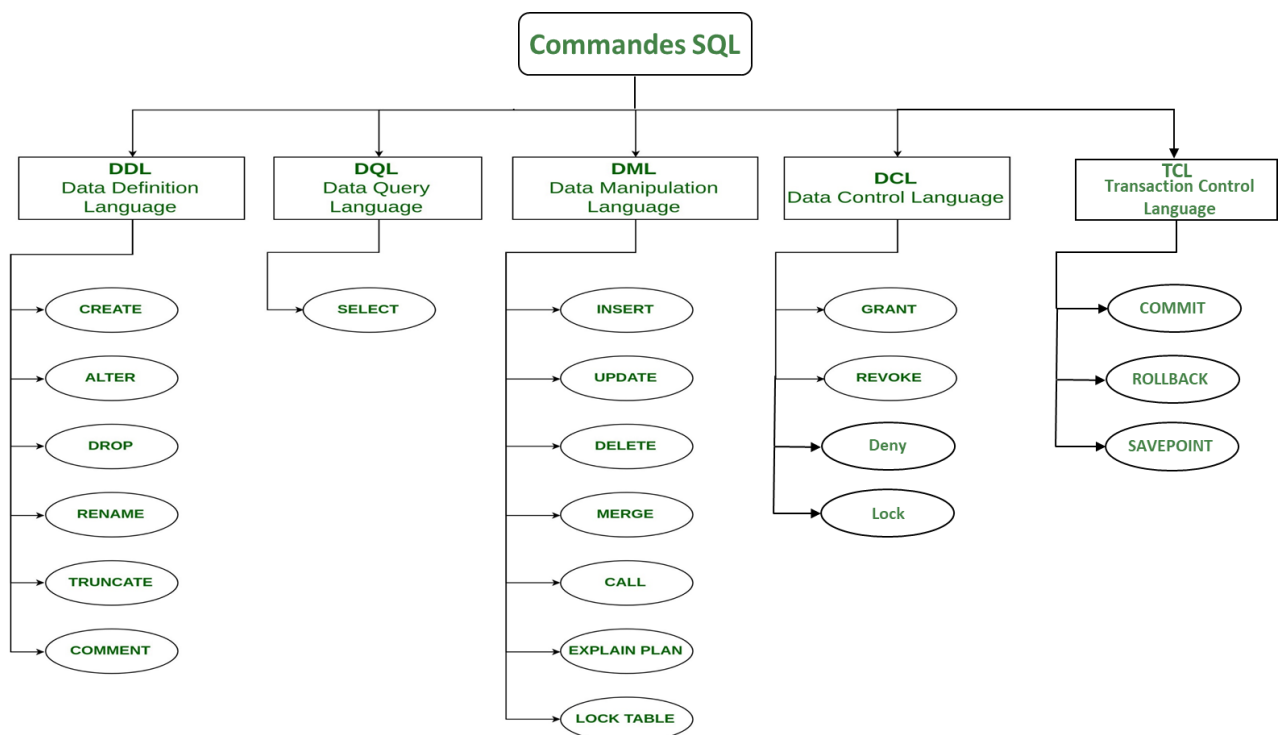 Commandes SQL
DDL
Data Definition
Language
DQL
Data Query
Language
DML
Data Manipulation
Language
DCL
Data Control Language
TCL
Transaction Control
Language
CREATE
ALTER
DROP
RENAME
TRUNCATE
COMMENT
SELECT
INSERT
UPDATE
DELETE
MERGE
CALL
EXPLAIN PLAN
LOCK TABLE
GRANT
REVOKE
Deny
Lock
COMMIT
ROLLBACK
SAVEPOINT